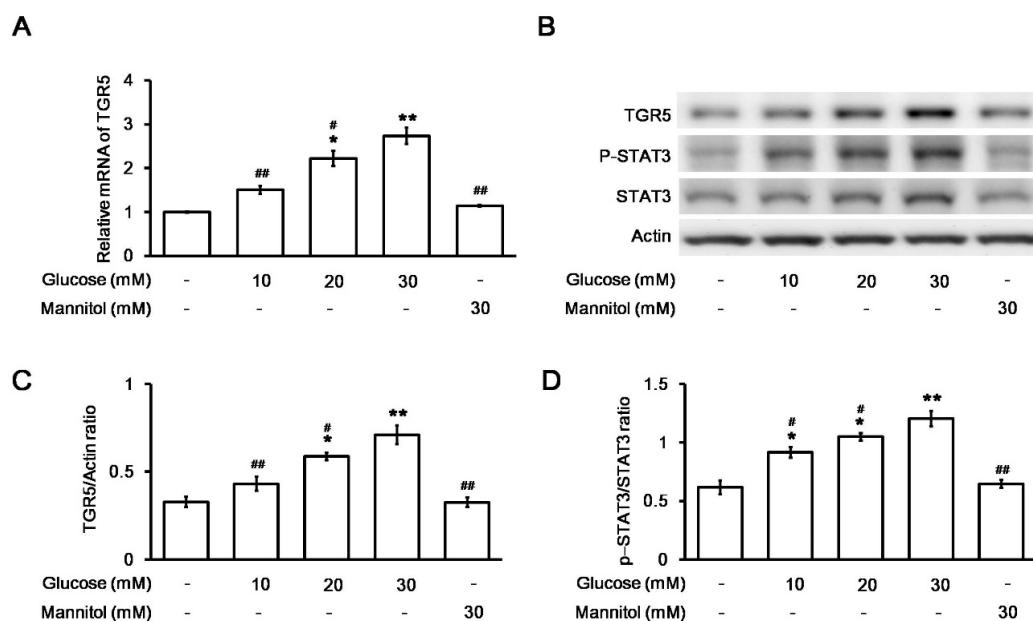 A
Relative mRNA of TGR5
4
3
2
1
0
##
#
*
**
##
Glucose (mM) - 10 20 30 -
Mannitol (mM) - - - - 30
B
TGR5
P-STAT3
STAT3
Actin
Glucose (mM) - 10 20 30 -
Mannitol (mM) - - - - 30
C
TGR5/Actin ratio
1
0.5
0
##
#
*
**
##
Glucose (mM) - 10 20 30 -
Mannitol (mM) - - - - 30
D
p-STAT3/STAT3 ratio
1.5
1
0.5
0
#
*
#
*
**
##
Glucose (mM) - 10 20 30 -
Mannitol (mM) - - - - 30